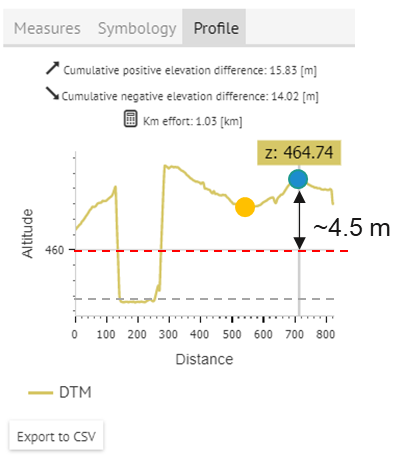 Measures Symbology Profile
Cumulative positive elevation difference: 15.83 [m]
Cumulative negative elevation difference: 14.02 [m]
Km effort: 1.03 [km]
z: 464.74
~4.5 m
Altitude
460
0 100 200 300 400 500 600 700 800
Distance
DTM
Export to CSV